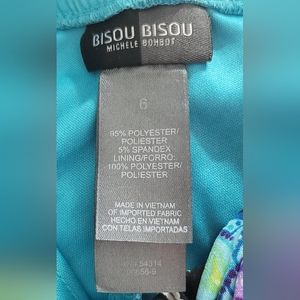 BISOU BISOU
MICHELE BOHBOT
6
95% POLYESTER/
POLIESTER
5% SPANDEX
LINING/FORRO:
100% POLYESTER/
POLIESTER
MADE IN VIETNAM
OF IMPORTED FABRIC
HECHO EN VIETNAM
CON TELAS IMPORTADAS